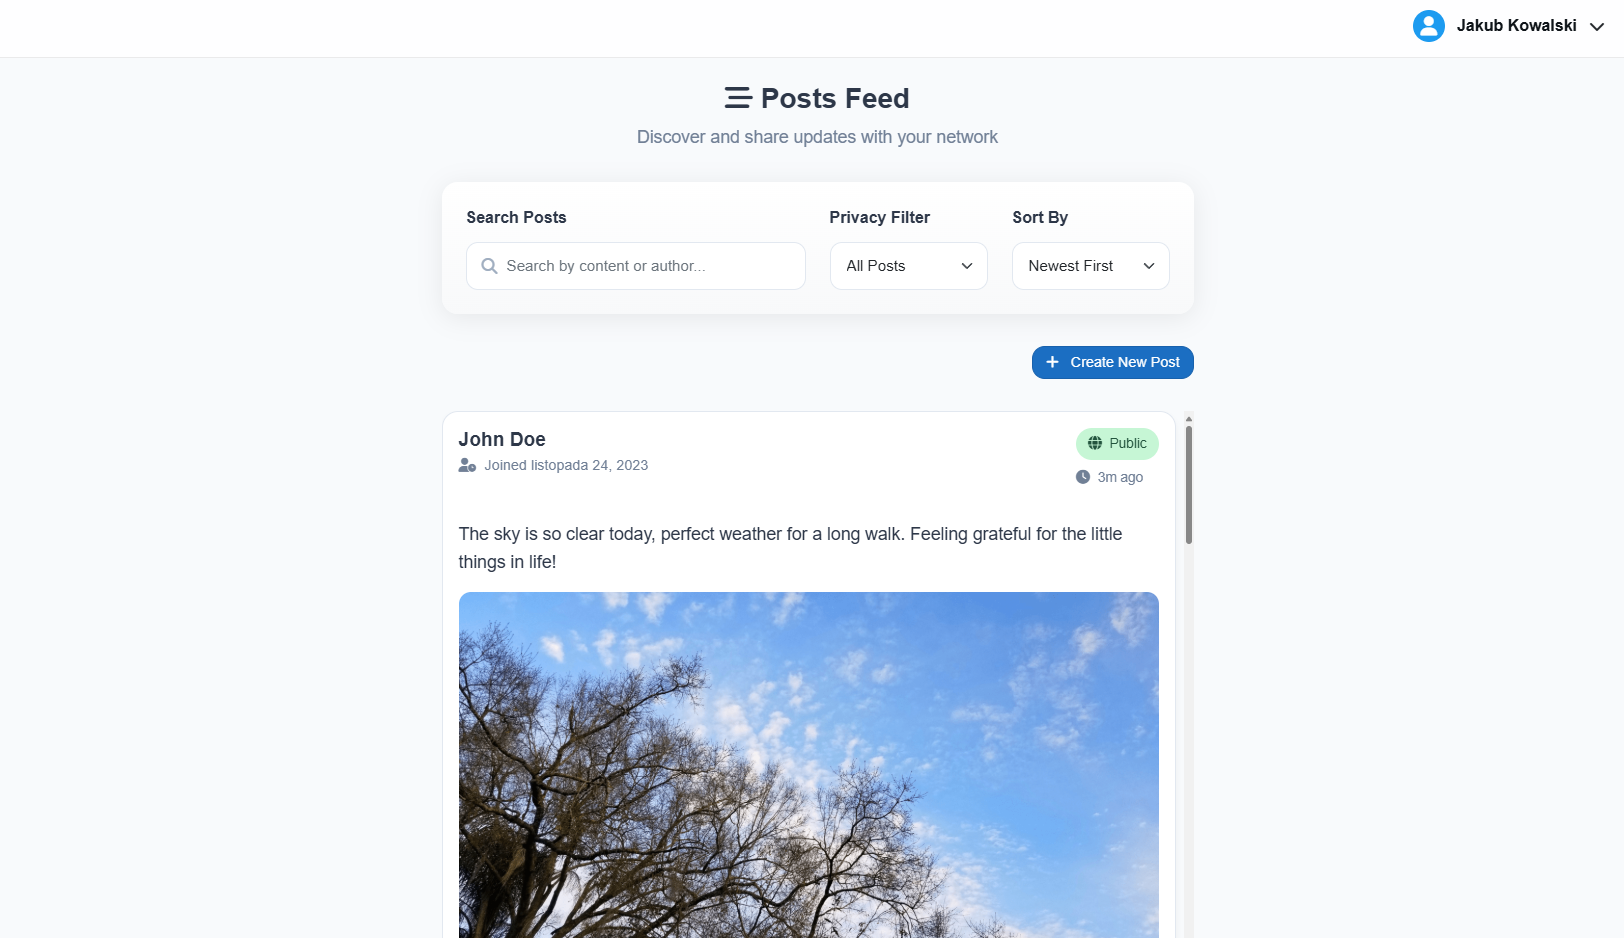 Jakub Kowalski
Posts Feed
Discover and share updates with your network
Search Posts
Privacy Filter
Sort By
Search by content or author...
All Posts
Newest First
Create New Post
John Doe
Public
Joined listopada 24, 2023
3m ago
The sky is so clear today, perfect weather for a long walk. Feeling grateful for the little
things in life!